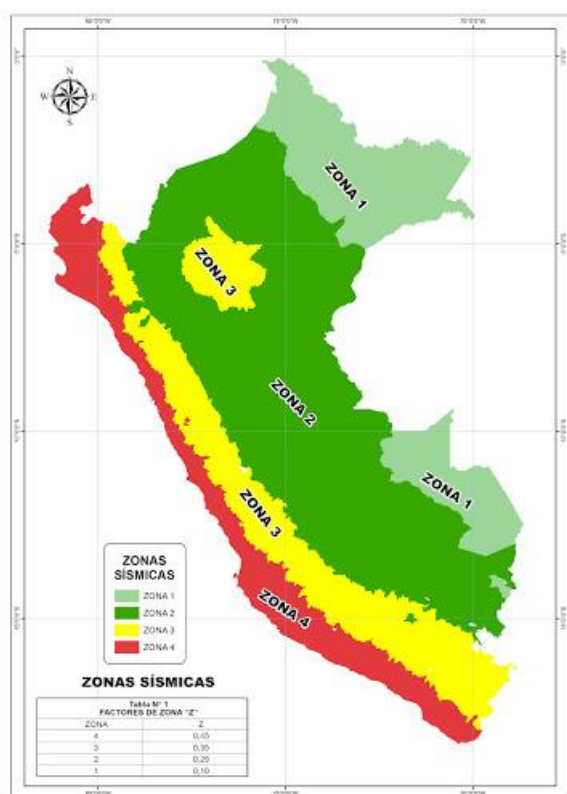 N
W E
S
ZONA 1
ZONA 3
ZONA 2
ZONA 1
ZONA 3
ZONA 4
ZONAS
SÍSMICAS
ZONA 1
ZONA 2
ZONA 3
ZONA 4
ZONAS SÍSMICAS
Tabla N° 1
FACTORES DE ZONA "Z"
ZONA Z
4 0,45
3 0,35
2 0,25
1 0,10